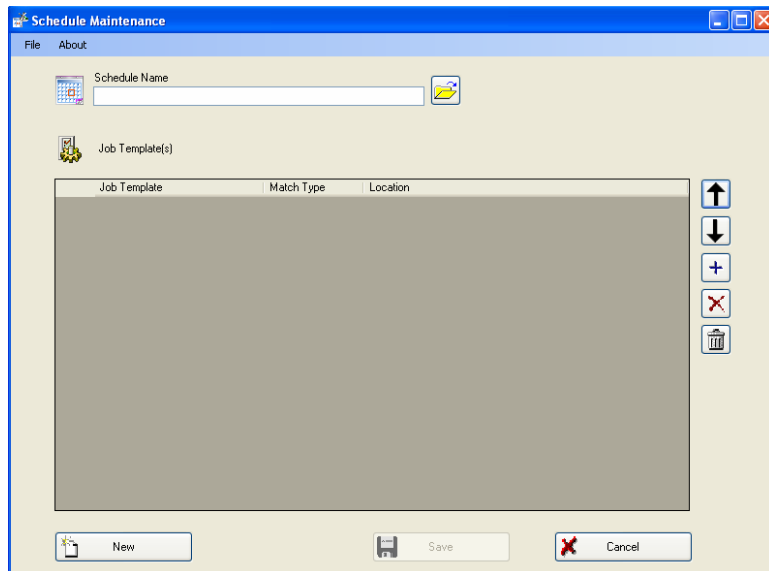 Schedule Maintenance
File About
Schedule Name
Job Template(s)
Job Template Match Type Location
New Save Cancel